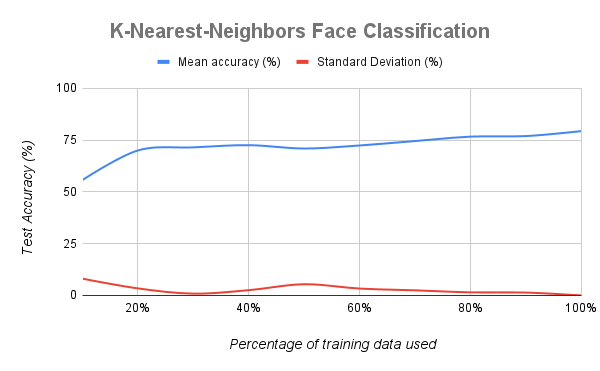 K-Nearest-Neighbors Face Classification
Mean accuracy (%) Standard Deviation (%)
100
75
50
25
0
Test Accuracy (%)
20% 40% 60% 80% 100%
Percentage of training data used